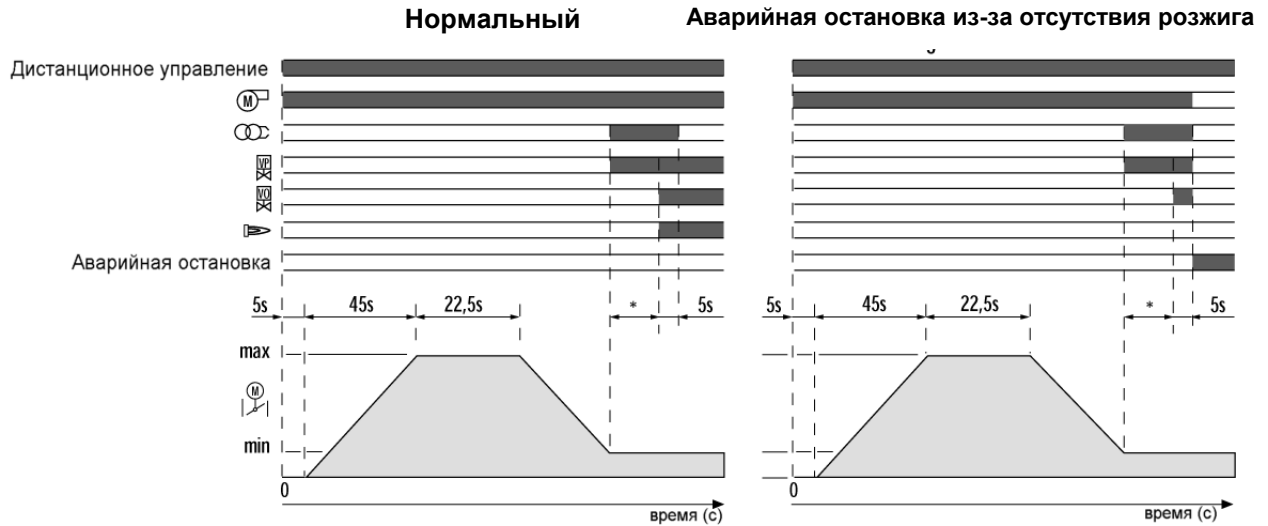 Нормальный
Аварийная остановка из-за отсутствия розжига
Дистанционное управление
M
VP
VO
Аварийная остановка
5s 45s 22,5s * 5s
5s 45s 22,5s * 5s
max
M
min
0
0
время (с)
время (с)